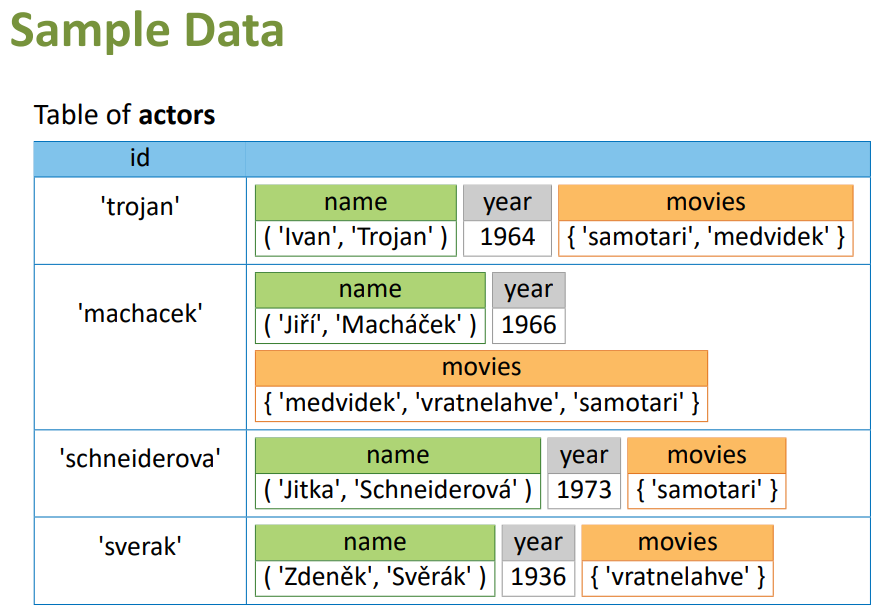 Sample Data
Table of actors
id
'trojan'
name year movies
( 'Ivan', 'Trojan' ) 1964 { 'samotari', 'medvidek' }
'machacek'
name year
( 'Jiří', 'Macháček' ) 1966
movies
{ 'medvidek', 'vratnelahve', 'samotari' }
'schneiderova'
name year movies
( 'Jitka', 'Schneiderová' ) 1973 { 'samotari' }
'sverak'
name year movies
( 'Zdeněk', 'Svěrák' ) 1936 { 'vratnelahve' }